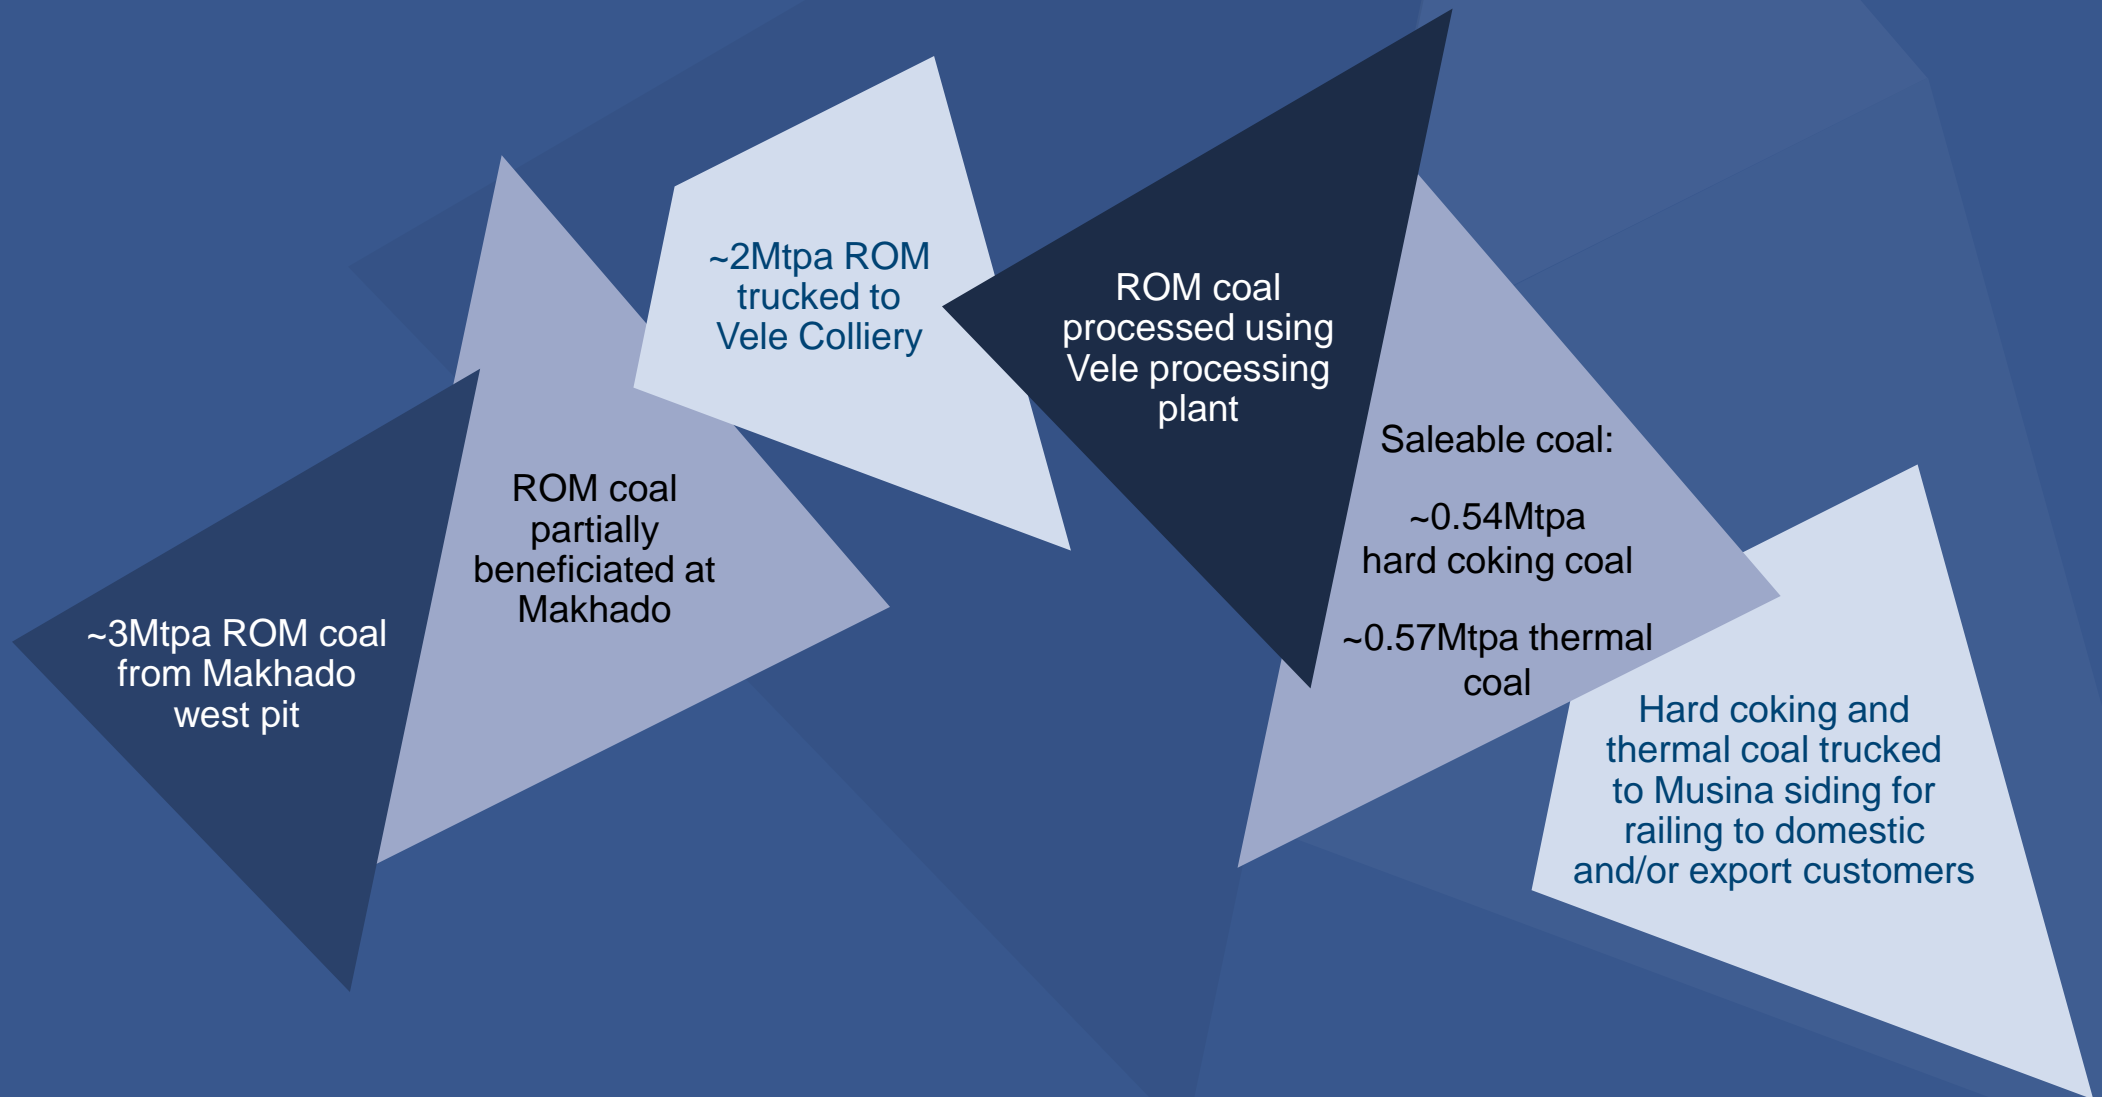 ~3Mtpa ROM coal
from Makhado
west pit
ROM coal
partially
beneficiated at
Makhado
~2Mtpa ROM
trucked to
Vele Colliery
ROM coal
processed using
Vele processing
plant
Saleable coal:
~0.54Mtpa
hard coking coal
~0.57Mtpa thermal
coal
Hard coking and
thermal coal trucked
to Musina siding for
railing to domestic
and/or export customers